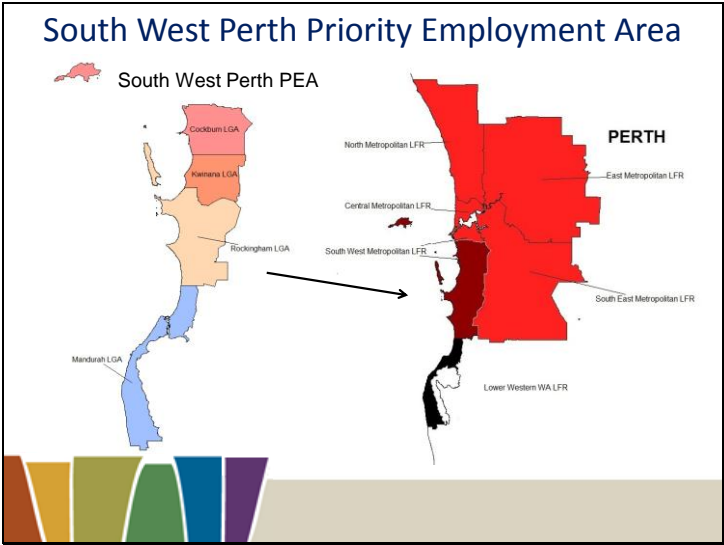 South West Perth Priority Employment Area
South West Perth PEA
Cockburn LGA
Kwinana LGA
Rockingham LGA
Mandurah LGA
PERTH
North Metropolitan LFR
East Metropolitan LFR
Central Metropolitan LFR
South West Metropolitan LFR
South East Metropolitan LFR
Lower Western WA LFR